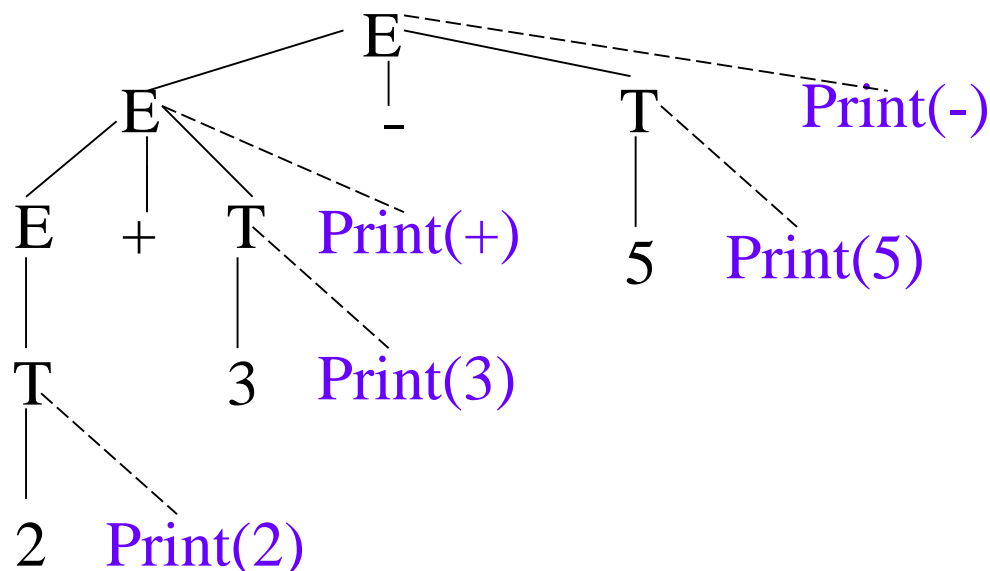 E
E - T Print(-)
E + T Print(+) 5 Print(5)
T 3 Print(3)
2 Print(2)